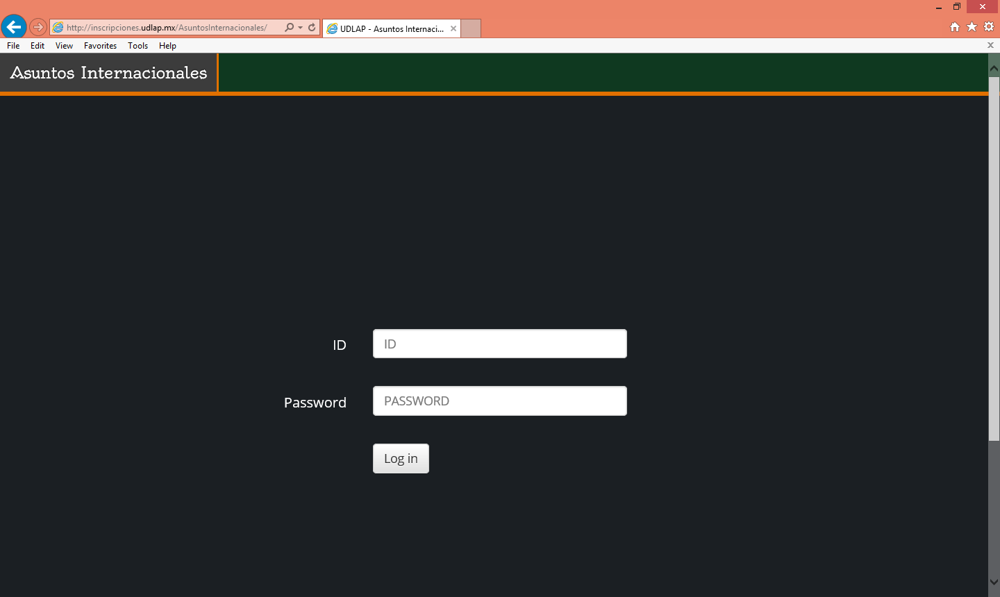 http://inscripciones.udlap.mx/AsuntosInternacionales/
UDLAP - Asuntos Internaci...
File Edit View Favorites Tools Help
Asuntos Internacionales
ID
ID
Password
PASSWORD
Log in